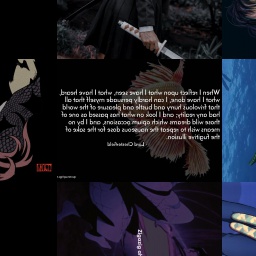 When I reflect upon what I have seen, what I have heard,
what I have done, I can hardly persuade myself that all
that frivolous hurry and bustle and pleasure of the world
had any reality; and I look on what has passed as one of
those wild dreams which opium occasions, and I by no
means wish to repeat the nauseous dose for the sake of
the fugitive illusion.
Lord Chesterfield